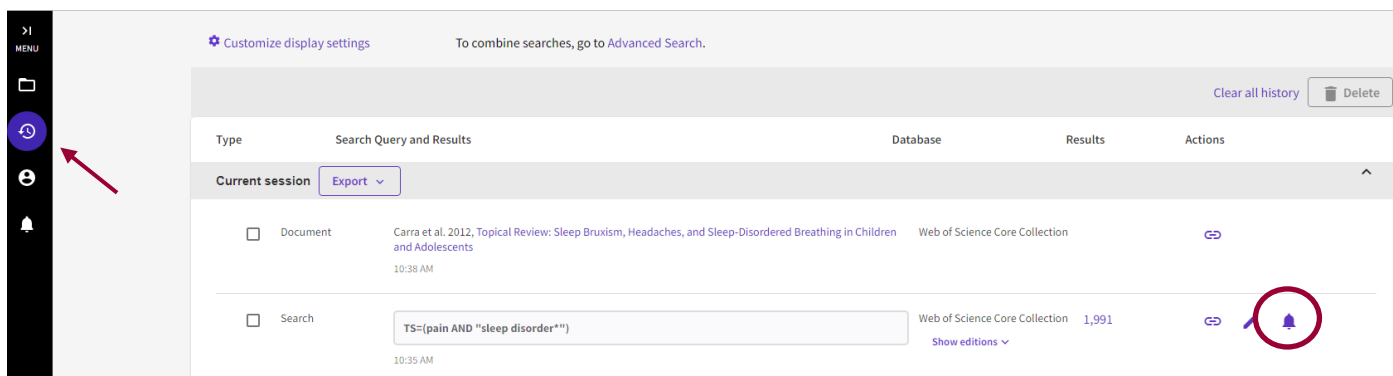 MENU
Customize display settings
To combine searches, go to Advanced Search.
Clear all history
Delete
Type
Search Query and Results
Database
Results
Actions
Current session
Export
Document
Carra et al. 2012, Topical Review: Sleep Bruxism, Headaches, and Sleep-Disordered Breathing in Children
and Adolescents
Web of Science Core Collection
10:38 AM
Search
TS=(pain AND "sleep disorder*")
Web of Science Core Collection
1,991
Show editions
10:35 AM